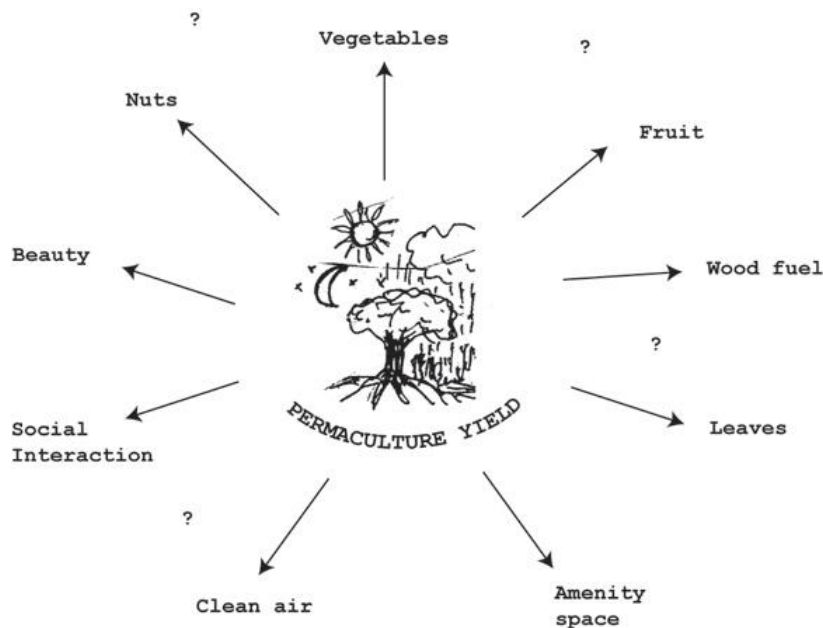 ?
Vegetables
?
Nuts
Fruit
Beauty
Wood fuel
?
PERMACULTURE YIELD
Social
Interaction
Leaves
?
Clean air
Amenity
space